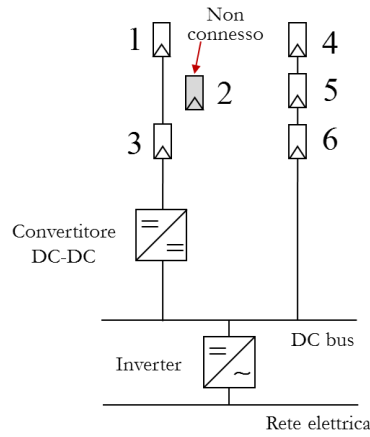 Non
connesso
1
4
2
5
3
6
Convertitore
DC-DC
=
=
DC bus
Inverter
=
~
Rete elettrica